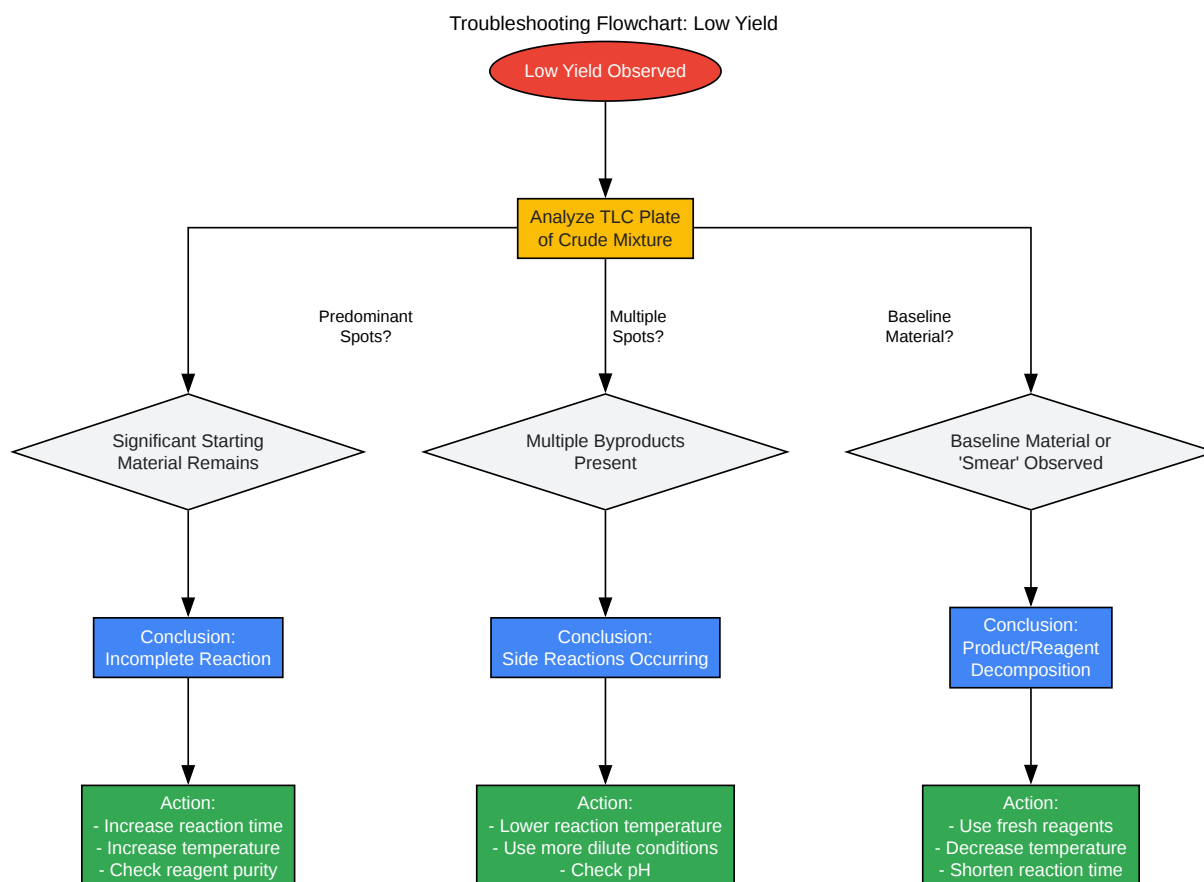 Troubleshooting Flowchart: Low Yield
Low Yield Observed
Analyze TLC Plate
of Crude Mixture
Predominant
Spots?
Multiple
Spots?
Baseline
Material?
Significant Starting
Material Remains
Multiple Byproducts
Present
Baseline Material or
'Smear' Observed
Conclusion:
Incomplete Reaction
Conclusion:
Side Reactions Occurring
Conclusion:
Product/Reagent
Decomposition
Action:
- Increase reaction time
- Increase temperature
- Check reagent purity
Action:
- Lower reaction temperature
- Use more dilute conditions
- Check pH
Action:
- Use fresh reagents
- Decrease temperature
- Shorten reaction time